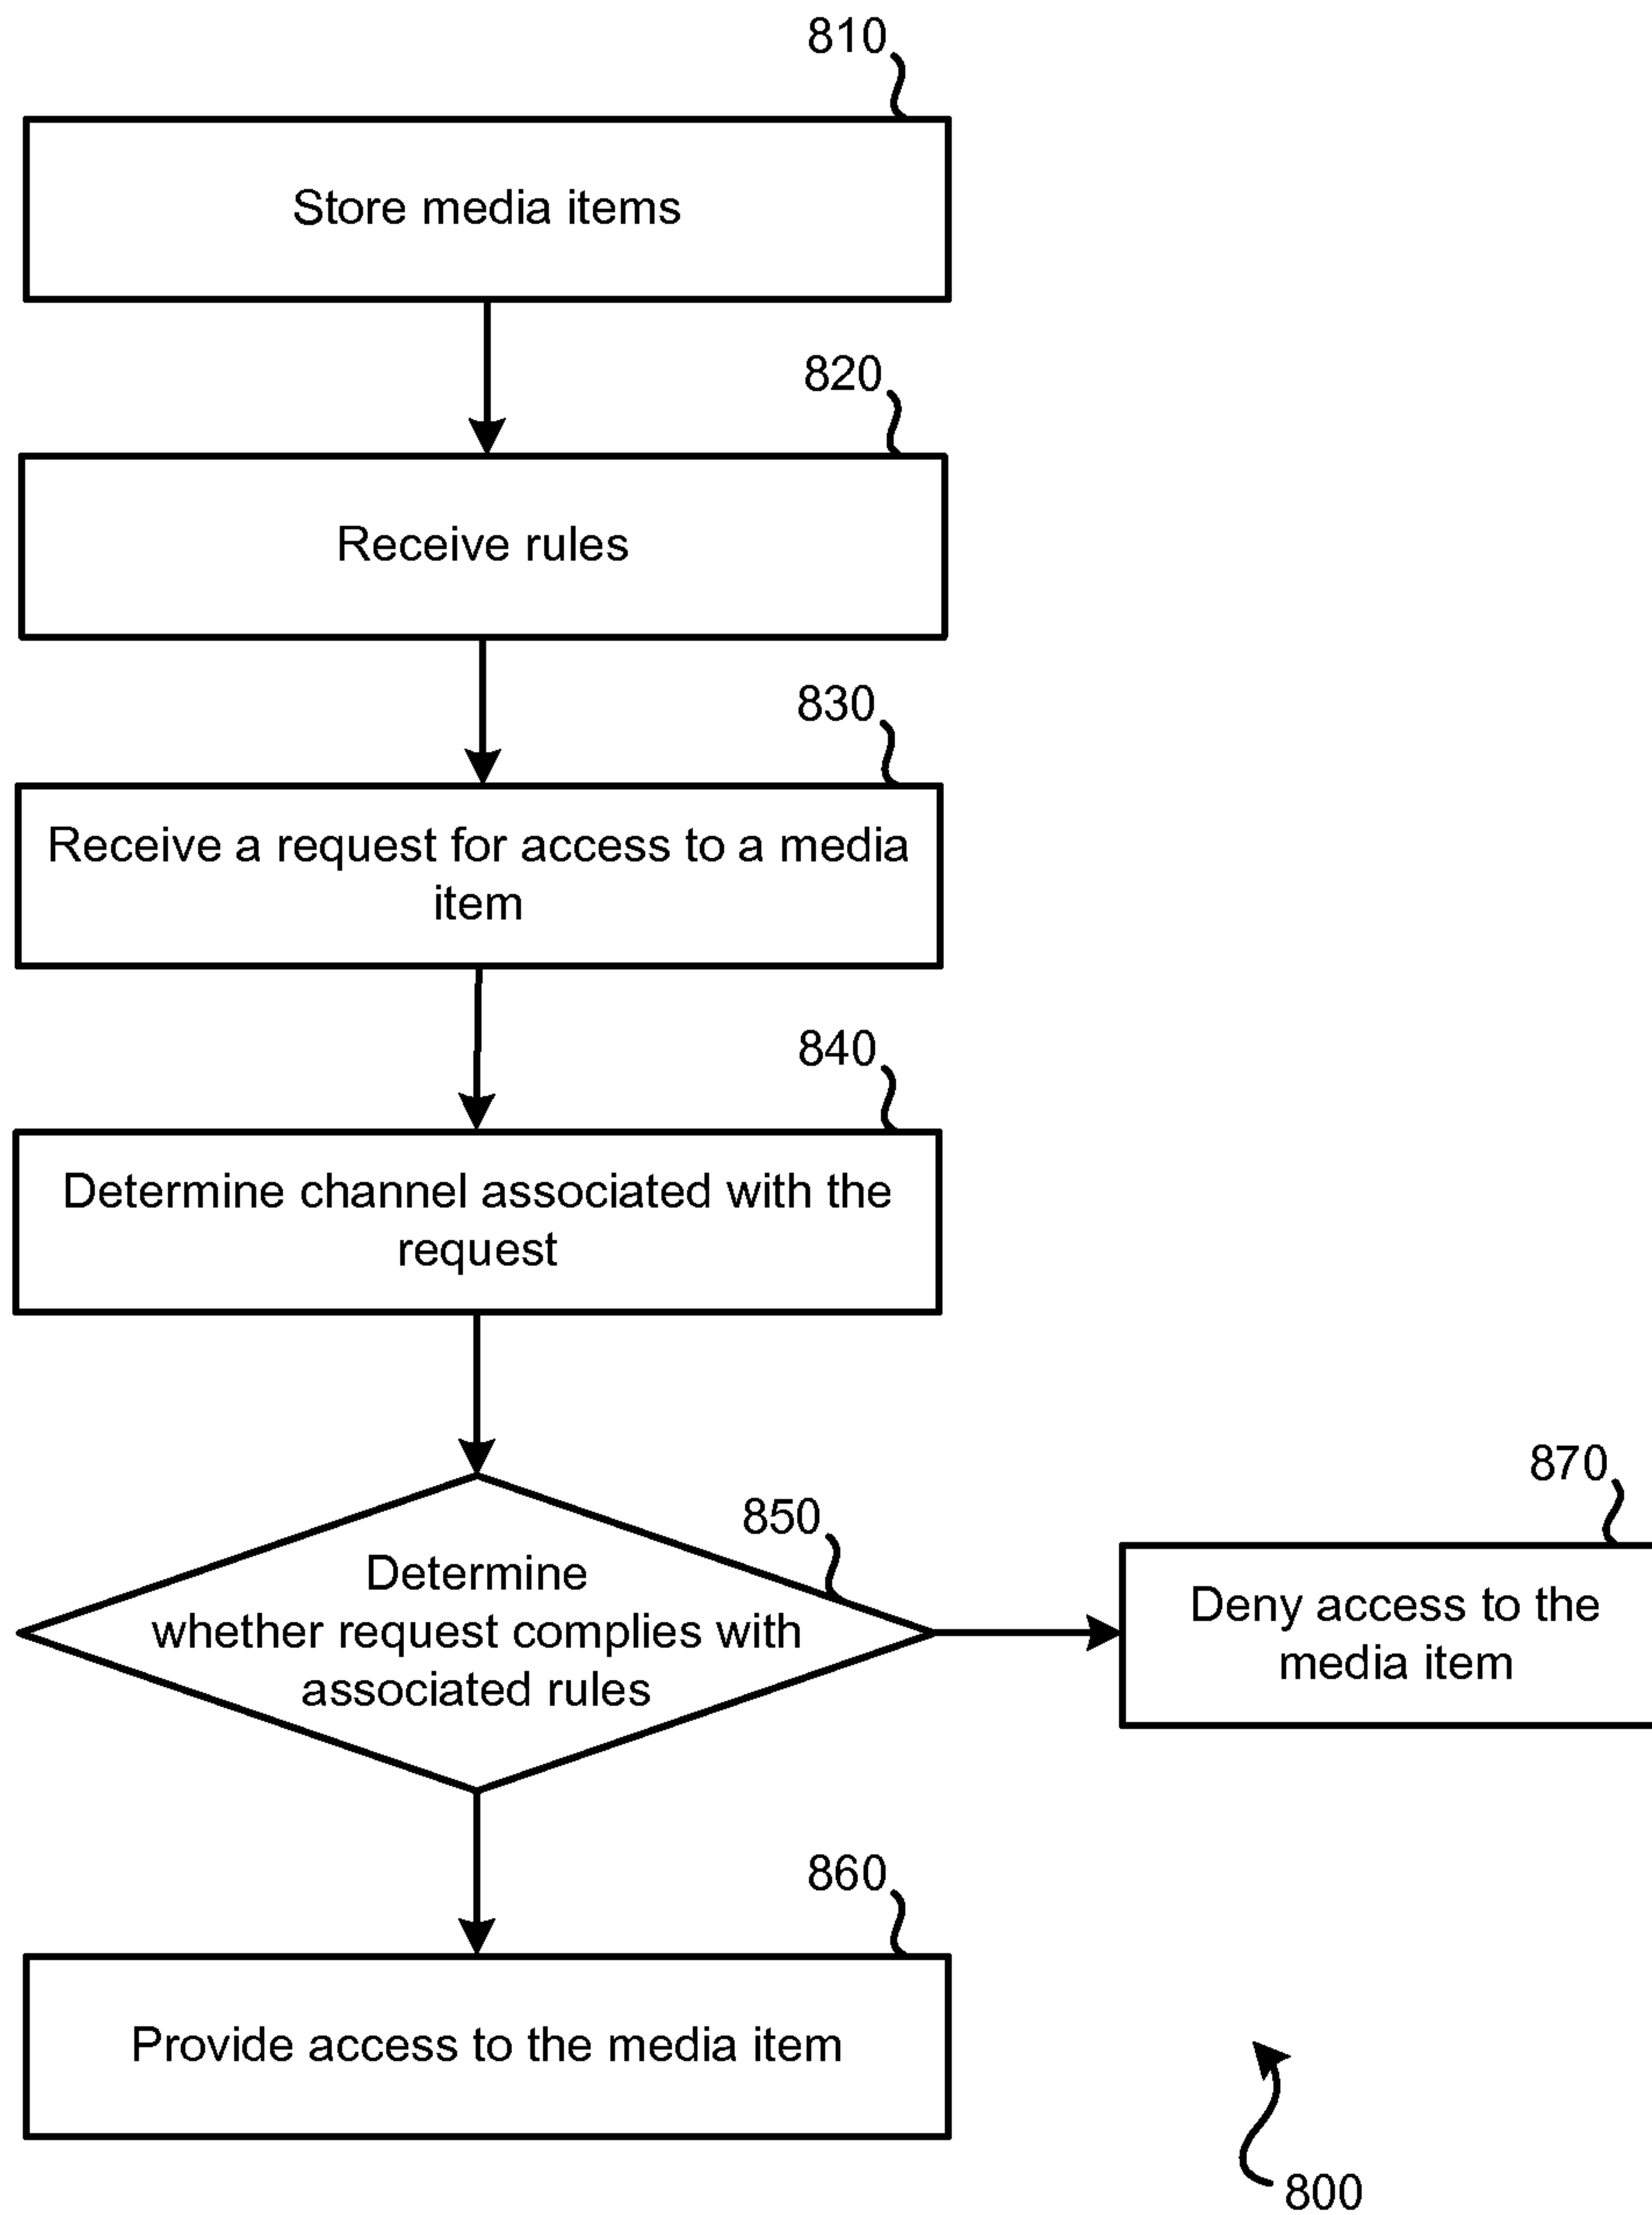 810
Store media items
820
Receive rules
830
Receive a request for access to a media
item
840
Determine channel associated with the
request
850
Determine
whether request complies with
associated rules
870
Deny access to the
media item
860
Provide access to the media item
800